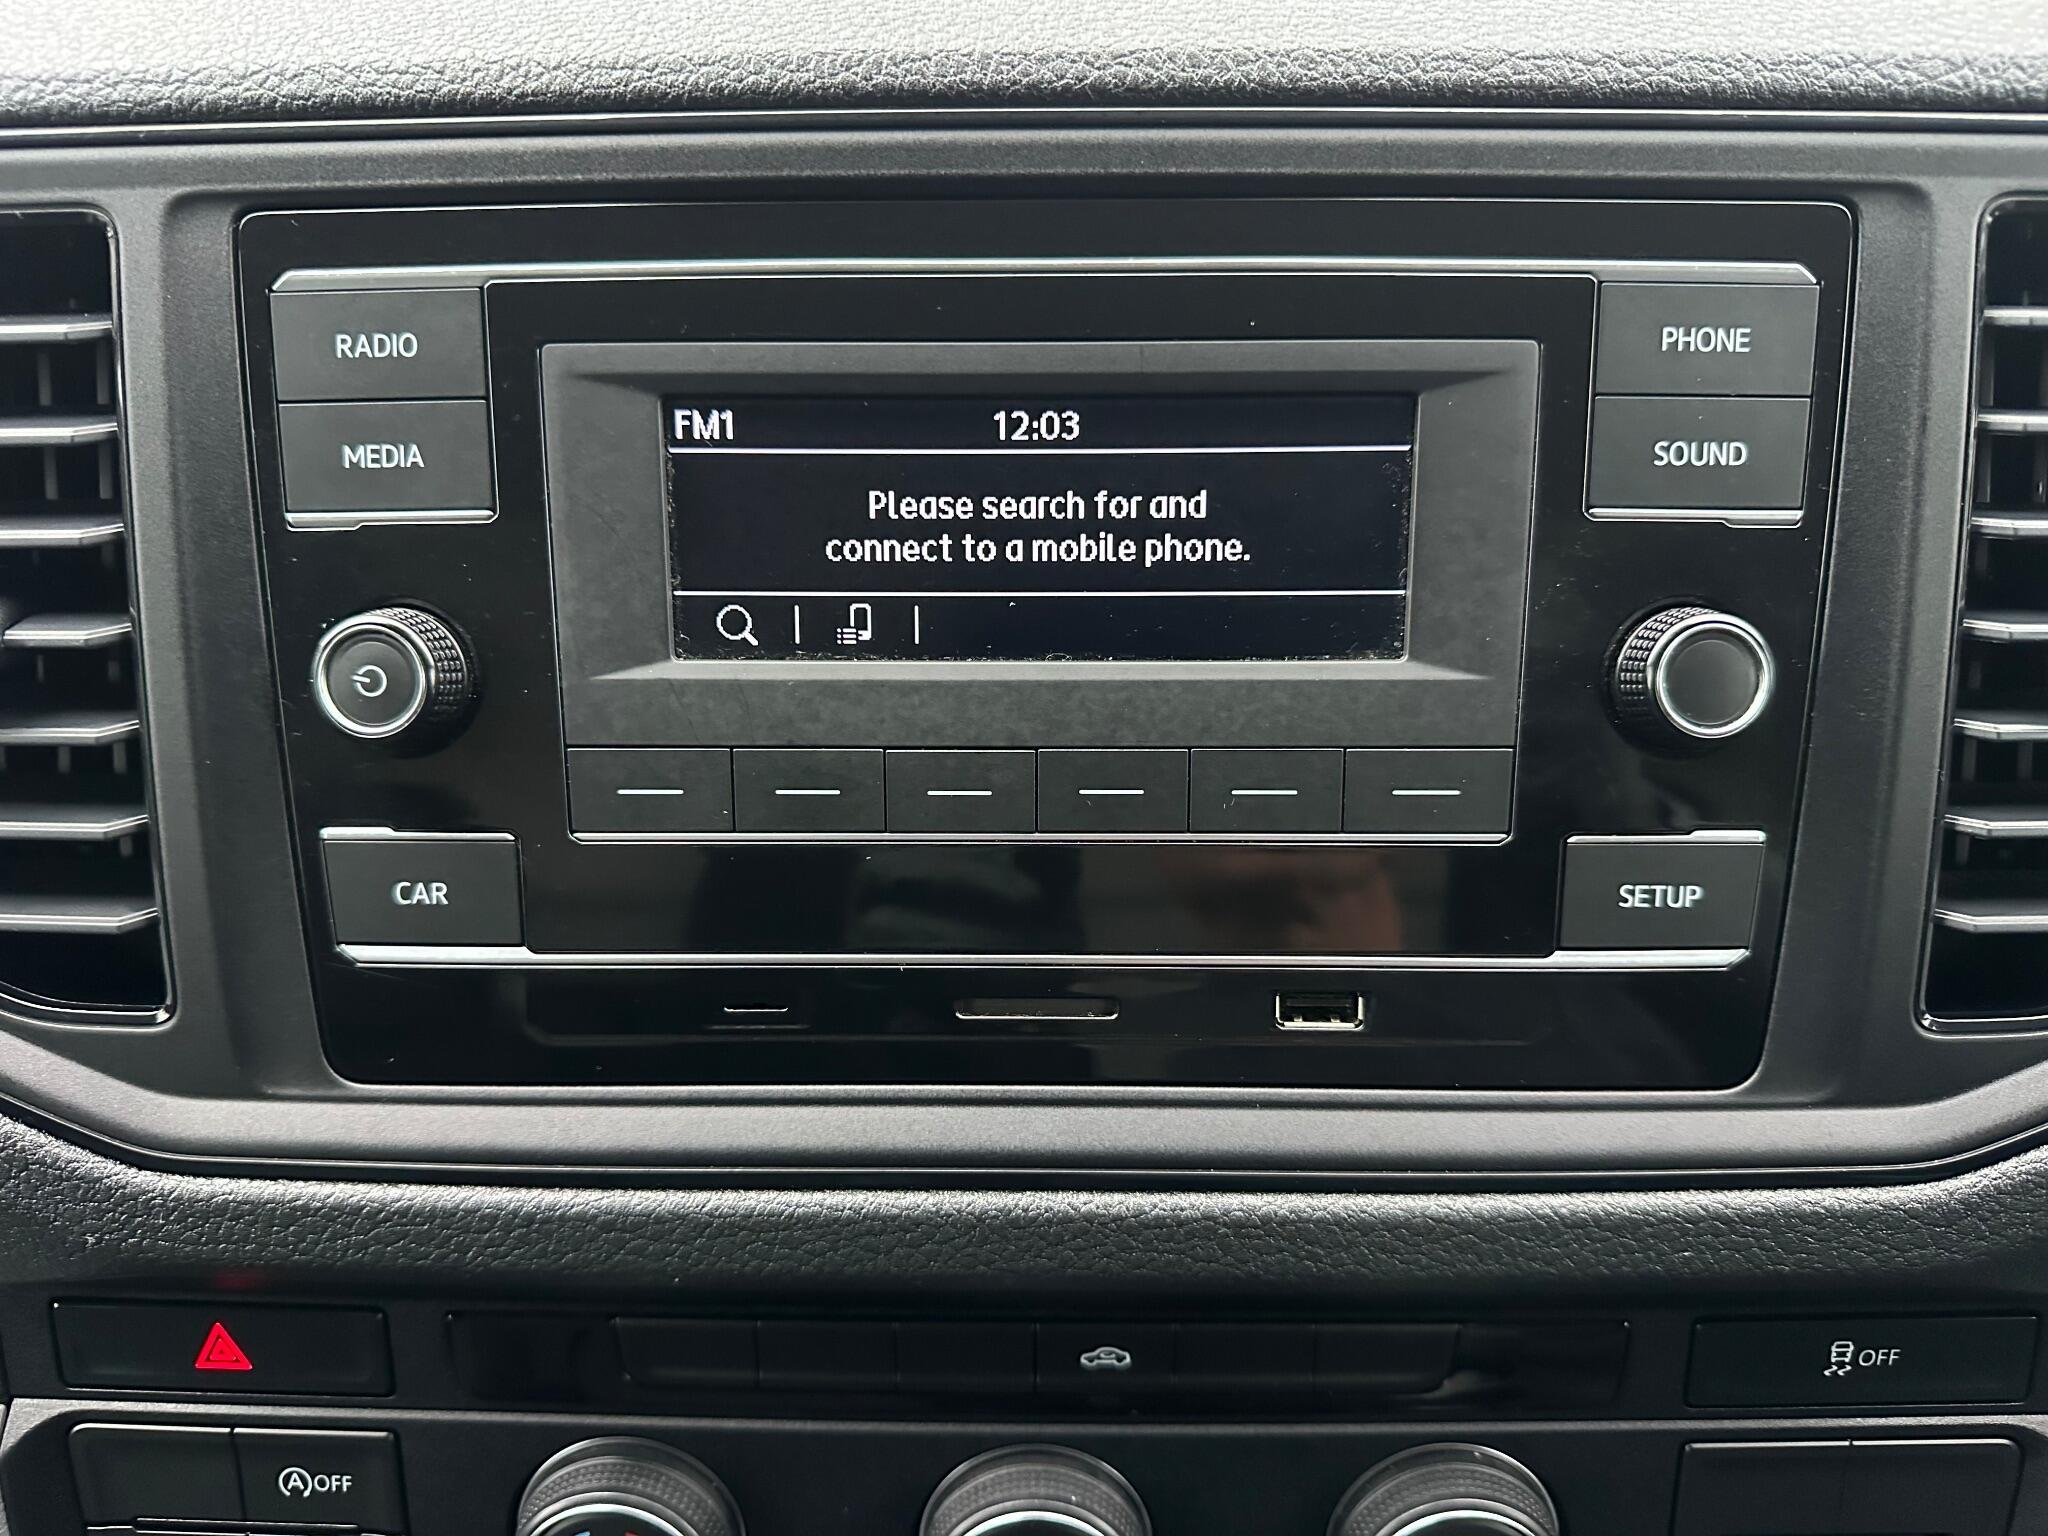 RADIO
PHONE
MEDIA
SOUND
FM1 12:03
Please search for and
connect to a mobile phone.
CAR
SETUP
OFF
A OFF